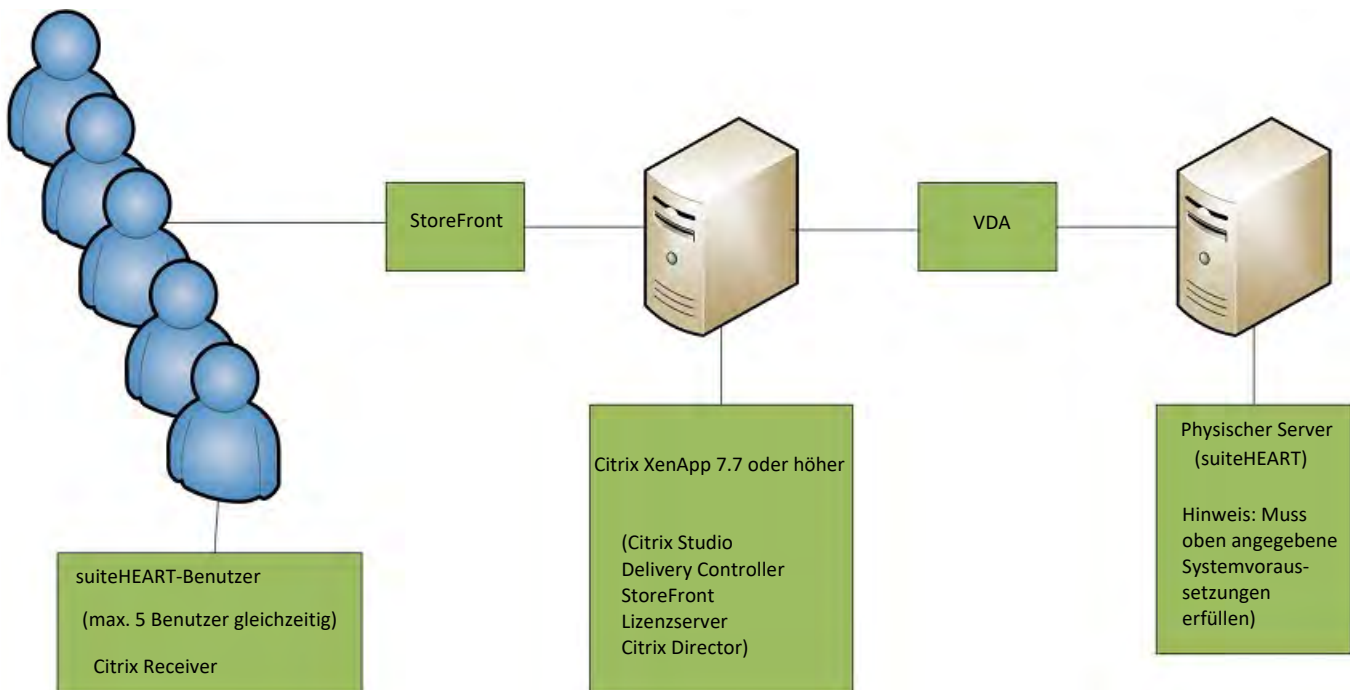 StoreFront
VDA
suiteHEART-Benutzer
(max. 5 Benutzer gleichzeitig)
Citrix Receiver
Citrix XenApp 7.7 oder höher
(Citrix Studio
Delivery Controller
StoreFront
Lizenzserver
Citrix Director)
Physischer Server
(suiteHEART)
Hinweis: Muss
oben angegebene
Systemvoraus-
setzungen
erfüllen)